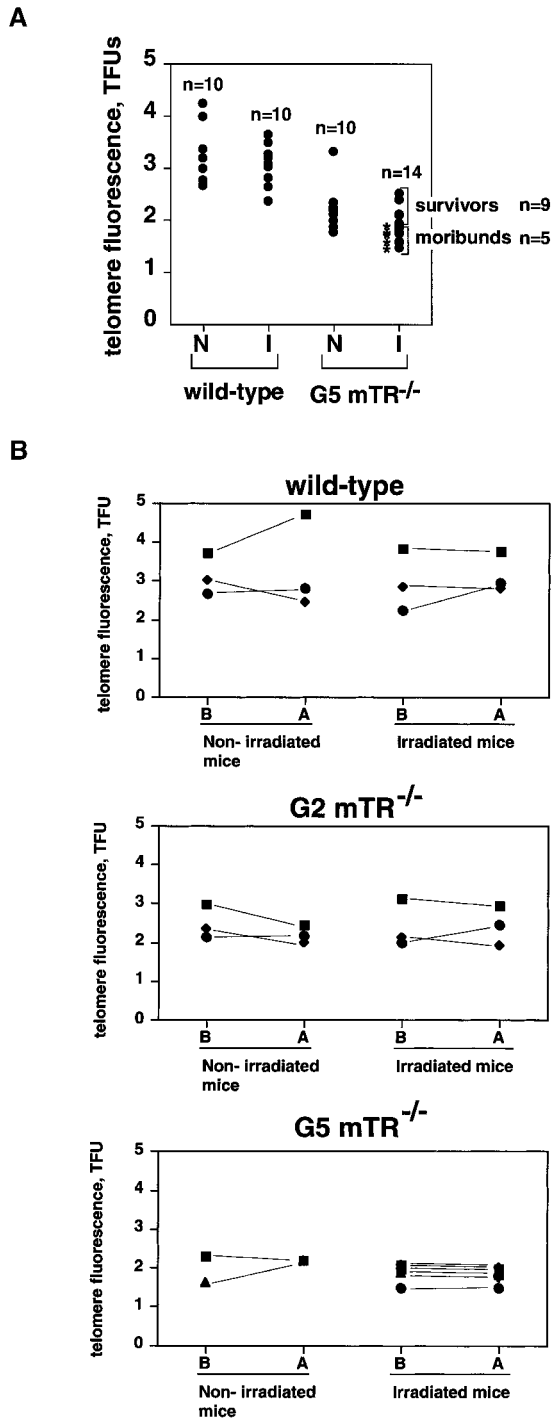 A
telomere fluorescence, TFUs
5
4
3
2
1
0
n=10
n=10
n=10
n=14
survivors n=9
moribunds n=5
*
*
*
*
*
N I N I
wild-type G5 mTR-/-
B
wild-type
telomere fluorescence, TFU
5
4
3
2
1
0
B A B A
Non- irradiated
mice
Irradiated mice
G2 mTR-/-
telomere fluorescence, TFU
5
4
3
2
1
0
B A B A
Non- irradiated
mice
Irradiated mice
G5 mTR-/-
telomere fluorescence, TFU
5
4
3
2
1
0
B A B A
Non- irradiated
mice
Irradiated mice